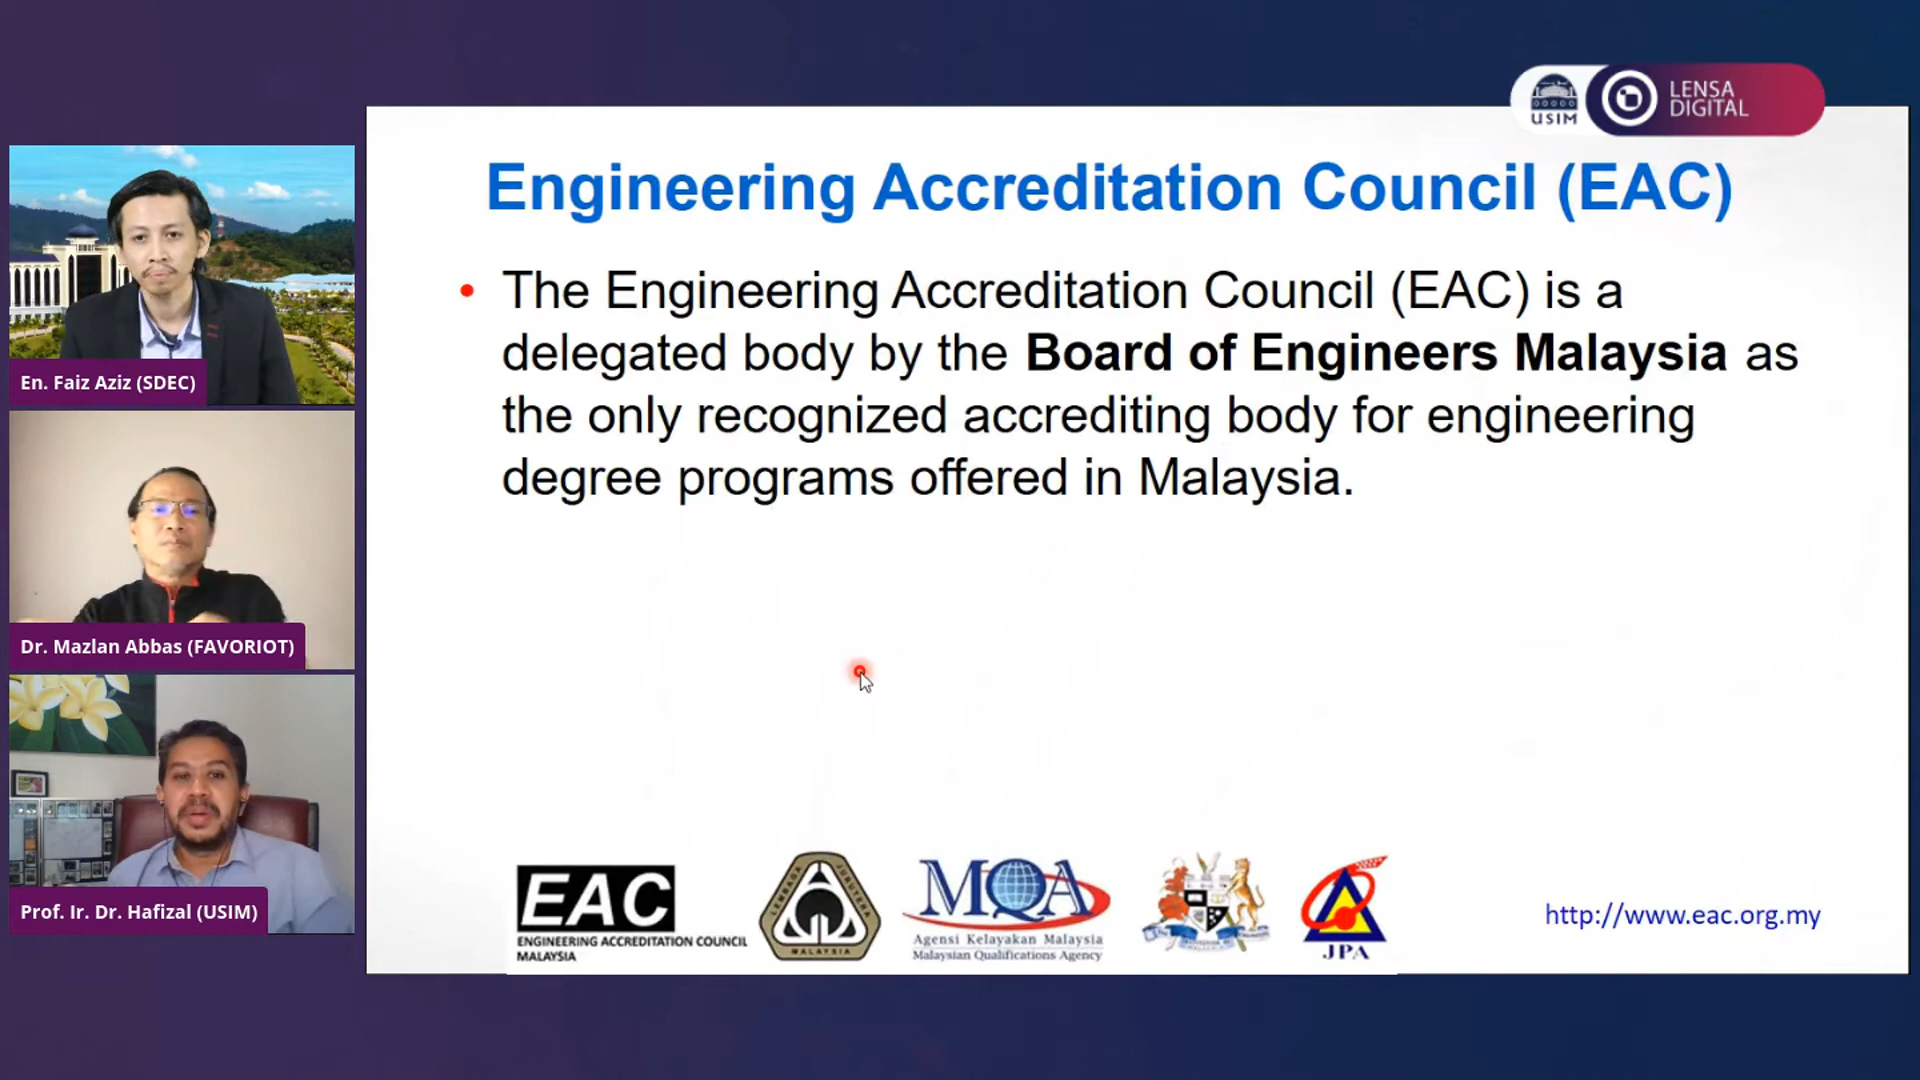 USIM
LENSA
DIGITAL
Engineering Accreditation Council (EAC)
• The Engineering Accreditation Council (EAC) is a
delegated body by the Board of Engineers Malaysia as
the only recognized accrediting body for engineering
degree programs offered in Malaysia.
En. Faiz Aziz (SDEC)
Dr. Mazlan Abbas (FAVORIOT)
Prof. Ir. Dr. Hafizal (USIM)
EAC
ENGINEERING ACCREDITATION COUNCIL
MALAYSIA
LEMBAGA JURUTERA
MALAYSIA
MQA
Agensi Kelayakan Malaysia
Malaysian Qualifications Agency
JPA
http://www.eac.org.my